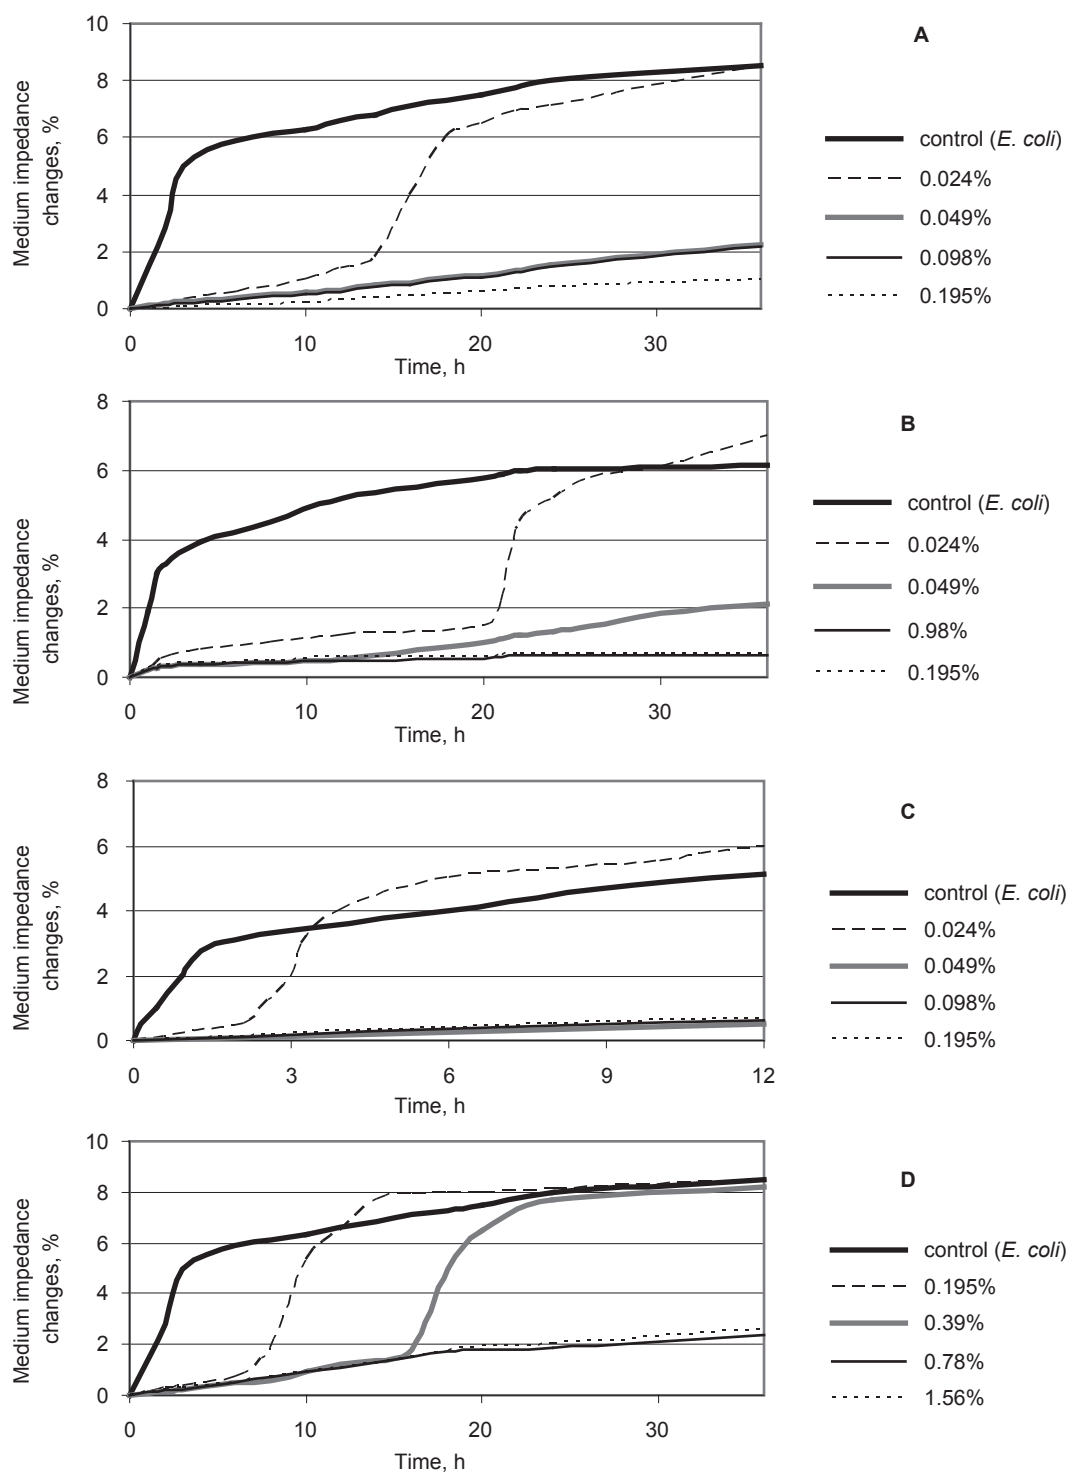 A
Medium impedance
changes, %
10
8
6
4
2
0
0 10 20 30
Time, h
control (E. coli)
0.024%
0.049%
0.098%
0.195%
B
Medium impedance
changes, %
8
6
4
2
0
0 10 20 30
Time, h
control (E. coli)
0.024%
0.049%
0.98%
0.195%
C
Medium impedance
changes, %
8
6
4
2
0
0 3 6 9 12
Time, h
control (E. coli)
0.024%
0.049%
0.098%
0.195%
D
Medium impedance
changes, %
10
8
6
4
2
0
0 10 20 30
Time, h
control (E. coli)
0.195%
0.39%
0.78%
1.56%